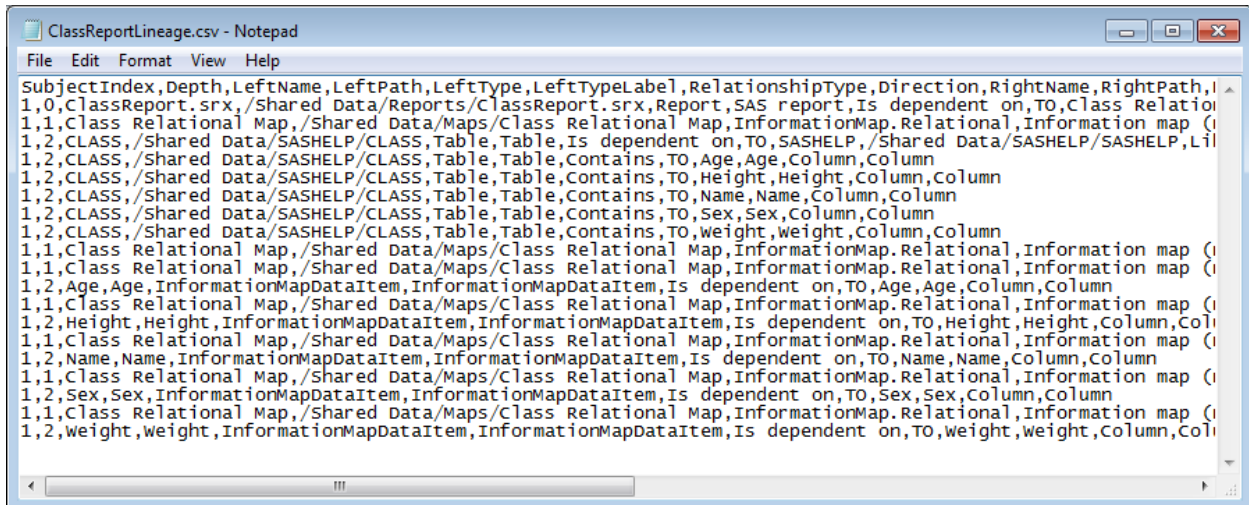 ClassReportLineage.csv - Notepad
File Edit Format View Help
SubjectIndex,Depth,LeftName,LeftPath,LeftType,LeftTypeLabel,RelationshipType,Direction,RightName,RightPath,
1,0,ClassReport.srx,/Shared Data/Reports/ClassReport.srx,Report,SAS report,Is dependent on,TO,Class Relation
1,1,Class Relational Map,/Shared Data/Maps/Class Relational Map,InformationMap.Relational,Information map (
1,2,CLASS,/Shared Data/SASHELP/CLASS,Table,Table,Is dependent on,TO,SASHELP,/Shared Data/SASHELP/SASHELP,Li
1,2,CLASS,/Shared Data/SASHELP/CLASS,Table,Table,Contains,TO,Age,Age,Column,Column
1,2,CLASS,/Shared Data/SASHELP/CLASS,Table,Table,Contains,TO,Height,Height,Column,Column
1,2,CLASS,/Shared Data/SASHELP/CLASS,Table,Table,Contains,TO,Name,Name,Column,Column
1,2,CLASS,/Shared Data/SASHELP/CLASS,Table,Table,Contains,TO,Sex,Sex,Column,Column
1,2,CLASS,/Shared Data/SASHELP/CLASS,Table,Table,Contains,TO,Weight,Weight,Column,Column
1,1,Class Relational Map,/Shared Data/Maps/Class Relational Map,InformationMap.Relational,Information map (
1,1,Class Relational Map,/Shared Data/Maps/Class Relational Map,InformationMap.Relational,Information map (
1,2,Age,Age,InformationMapDataItem,InformationMapDataItem,Is dependent on,TO,Age,Age,Column,Column
1,1,Class Relational Map,/Shared Data/Maps/Class Relational Map,InformationMap.Relational,Information map (
1,2,Height,Height,InformationMapDataItem,InformationMapDataItem,Is dependent on,TO,Height,Height,Column,Col
1,1,Class Relational Map,/Shared Data/Maps/Class Relational Map,InformationMap.Relational,Information map (
1,2,Name,Name,InformationMapDataItem,InformationMapDataItem,Is dependent on,TO,Name,Name,Column,Column
1,1,Class Relational Map,/Shared Data/Maps/Class Relational Map,InformationMap.Relational,Information map (
1,2,Sex,Sex,InformationMapDataItem,InformationMapDataItem,Is dependent on,TO,Sex,Sex,Column,Column
1,1,Class Relational Map,/Shared Data/Maps/Class Relational Map,InformationMap.Relational,Information map (
1,2,Weight,Weight,InformationMapDataItem,InformationMapDataItem,Is dependent on,TO,Weight,Weight,Column,Col